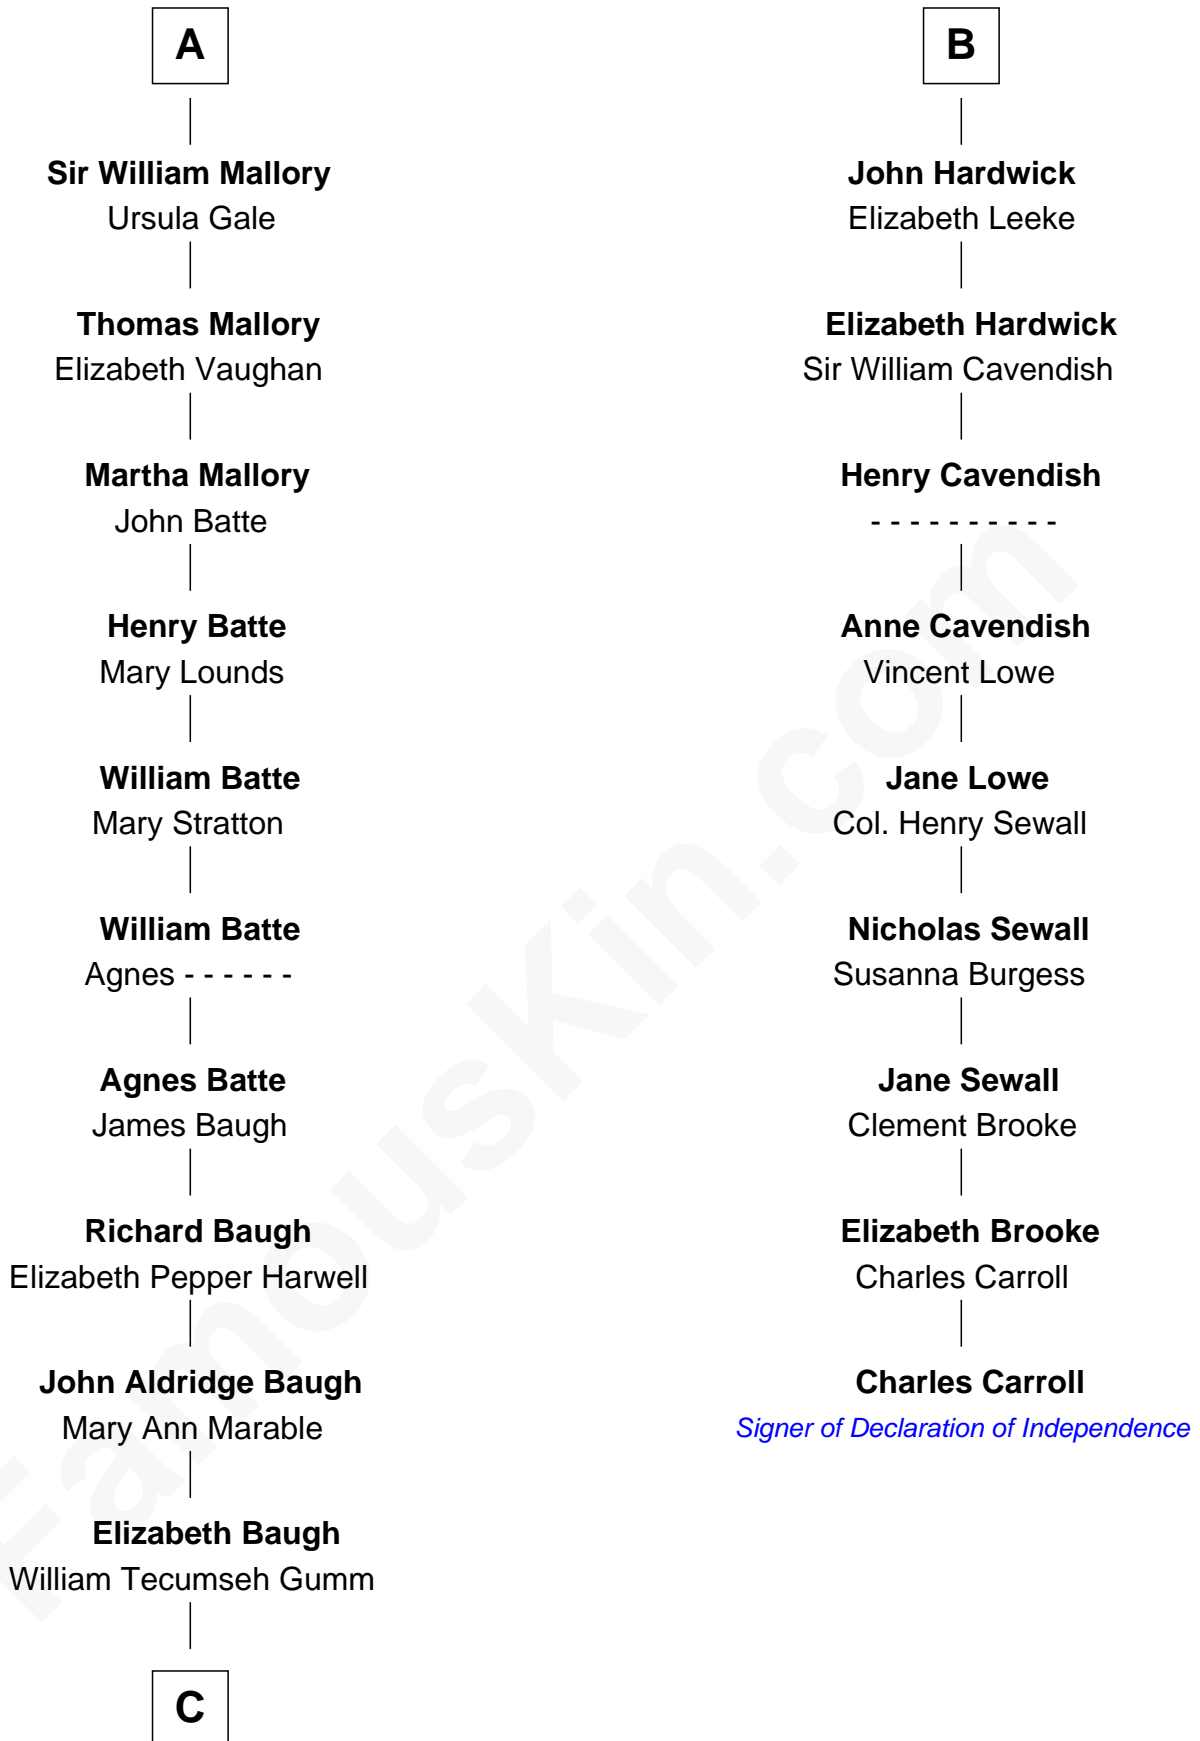 A
Sir William Mallory
Ursula Gale
Thomas Mallory
Elizabeth Vaughan
Martha Mallory
John Batte
Henry Batte
Mary Lounds
William Batte
Mary Stratton
William Batte
Agnes - - - - - -
Agnes Batte
James Baugh
Richard Baugh
Elizabeth Pepper Harwell
John Aldridge Baugh
Mary Ann Marable
Elizabeth Baugh
William Tecumseh Gumm
C
B
John Hardwick
Elizabeth Leeke
Elizabeth Hardwick
Sir William Cavendish
Henry Cavendish
- - - - - - - - - -
Anne Cavendish
Vincent Lowe
Jane Lowe
Col. Henry Sewall
Nicholas Sewall
Susanna Burgess
Jane Sewall
Clement Brooke
Elizabeth Brooke
Charles Carroll
Charles Carroll
Signer of Declaration of Independence
FamousKin.com